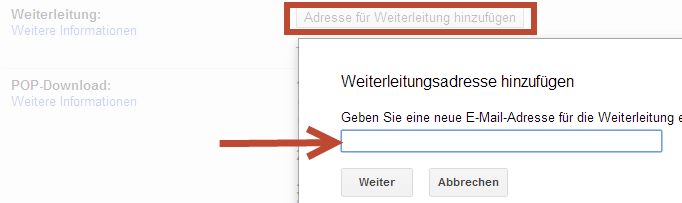 Weiterleitung:
Adresse für Weiterleitung hinzufügen
Weitere Informationen
POP-Download:
Weitere Informationen
Weiterleitungsadresse hinzufügen
Geben Sie eine neue E-Mail-Adresse für die Weiterleitung e
Weiter Abbrechen